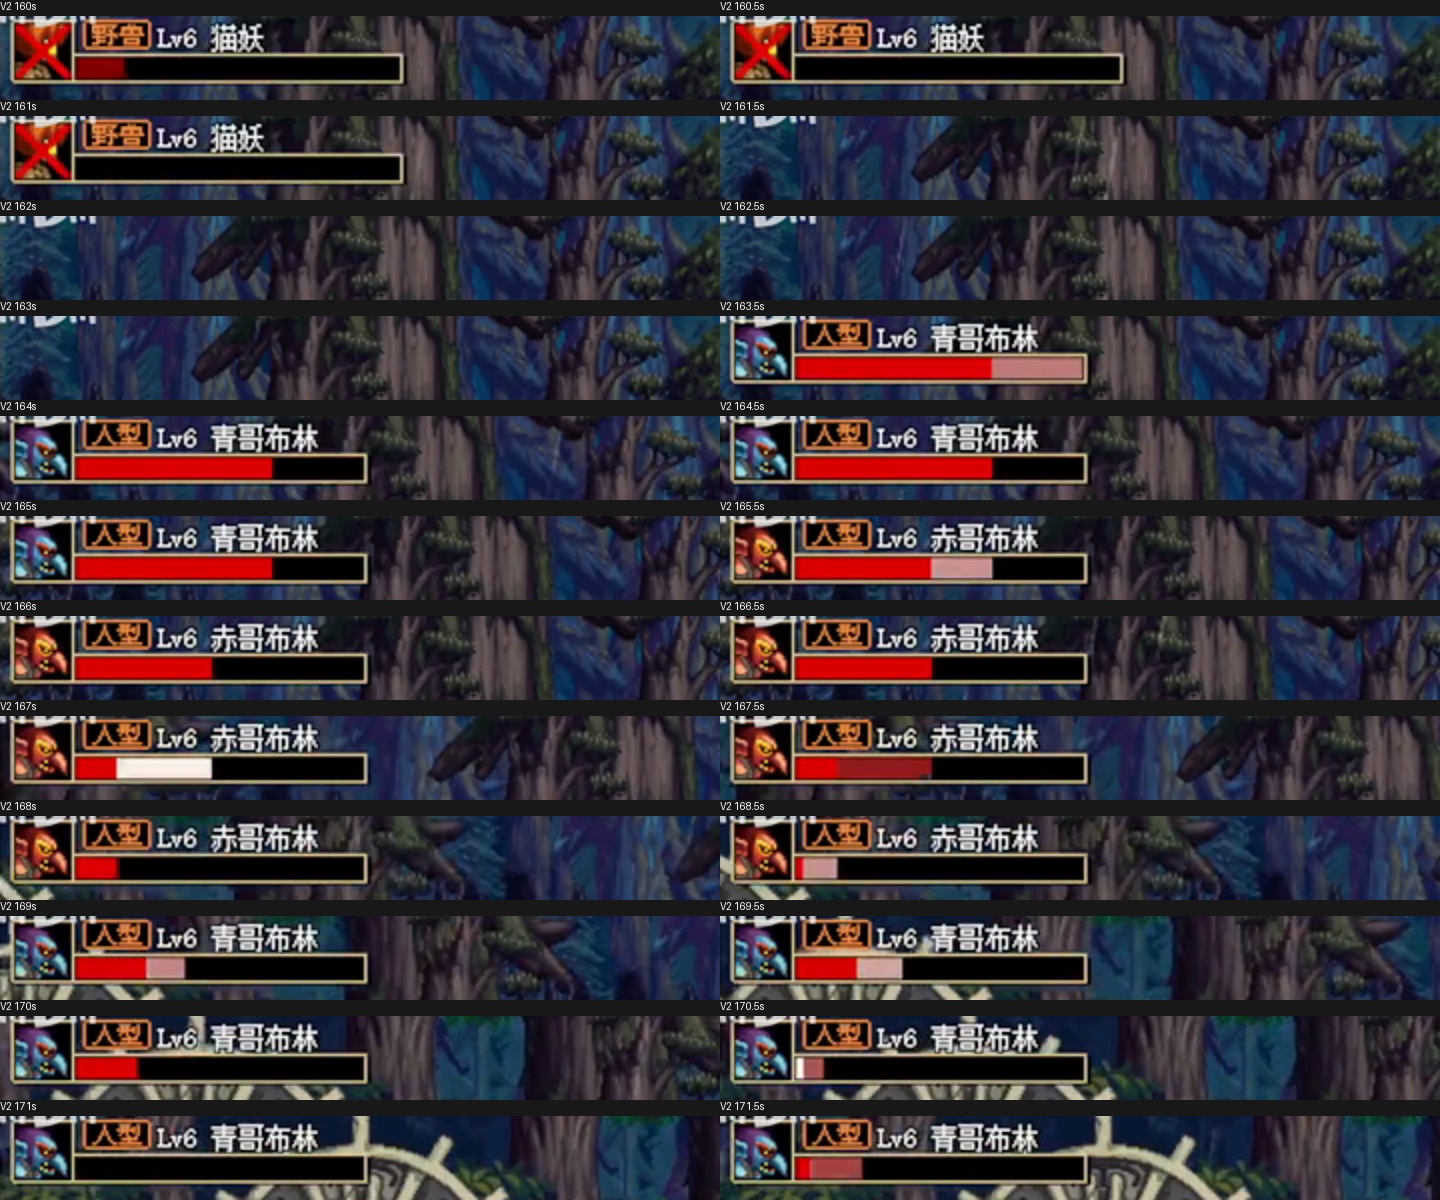 V2 160s
野兽 Lv6 猫妖
V2 160.5s
野兽 Lv6 猫妖
V2 161s
野兽 Lv6 猫妖
V2 161.5s
V2 162s
V2 162.5s
V2 163s
V2 163.5s
人型 Lv6 青哥布林
V2 164s
人型 Lv6 青哥布林
V2 164.5s
人型 Lv6 青哥布林
V2 165s
人型 Lv6 青哥布林
V2 165.5s
人型 Lv6 赤哥布林
V2 166s
人型 Lv6 赤哥布林
V2 166.5s
人型 Lv6 赤哥布林
V2 167s
人型 Lv6 赤哥布林
V2 167.5s
人型 Lv6 赤哥布林
V2 168s
人型 Lv6 赤哥布林
V2 168.5s
人型 Lv6 赤哥布林
V2 169s
人型 Lv6 青哥布林
V2 169.5s
人型 Lv6 青哥布林
V2 170s
人型 Lv6 青哥布林
V2 170.5s
人型 Lv6 青哥布林
V2 171s
人型 Lv6 青哥布林
V2 171.5s
人型 Lv6 青哥布林